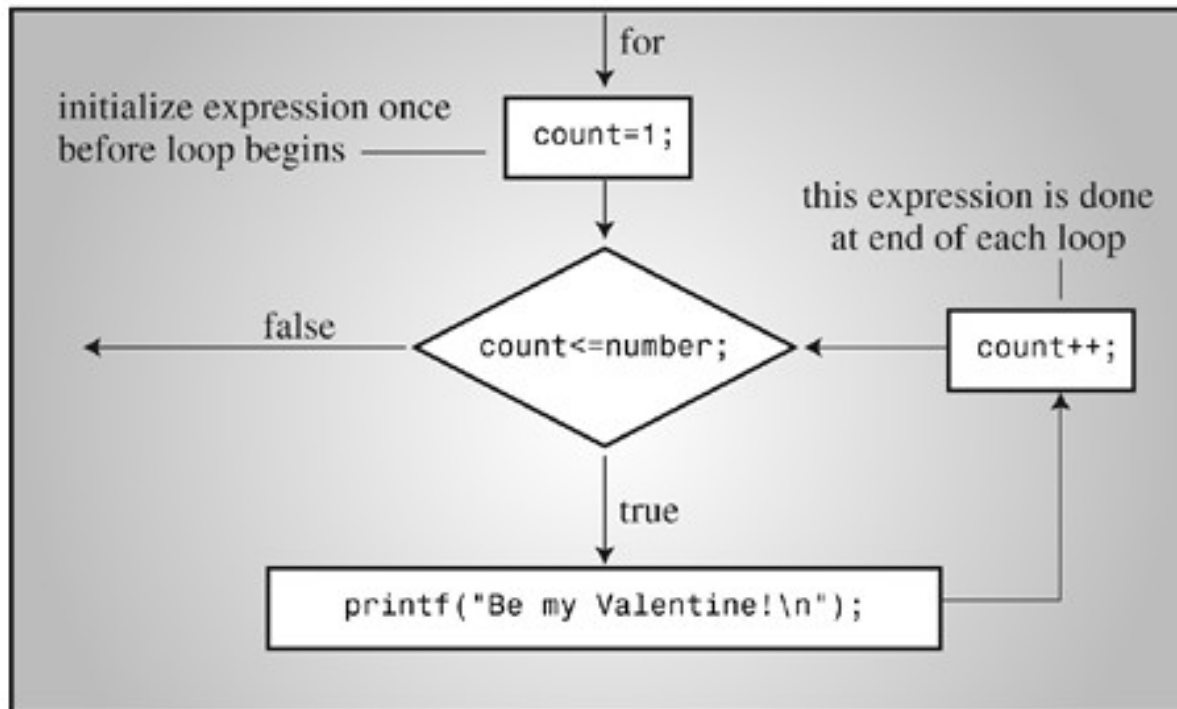 for
initialize expression once
before loop begins
count=1;
this expression is done
at end of each loop
false
count<=number;
count++;
true
printf("Be my Valentine!\n");